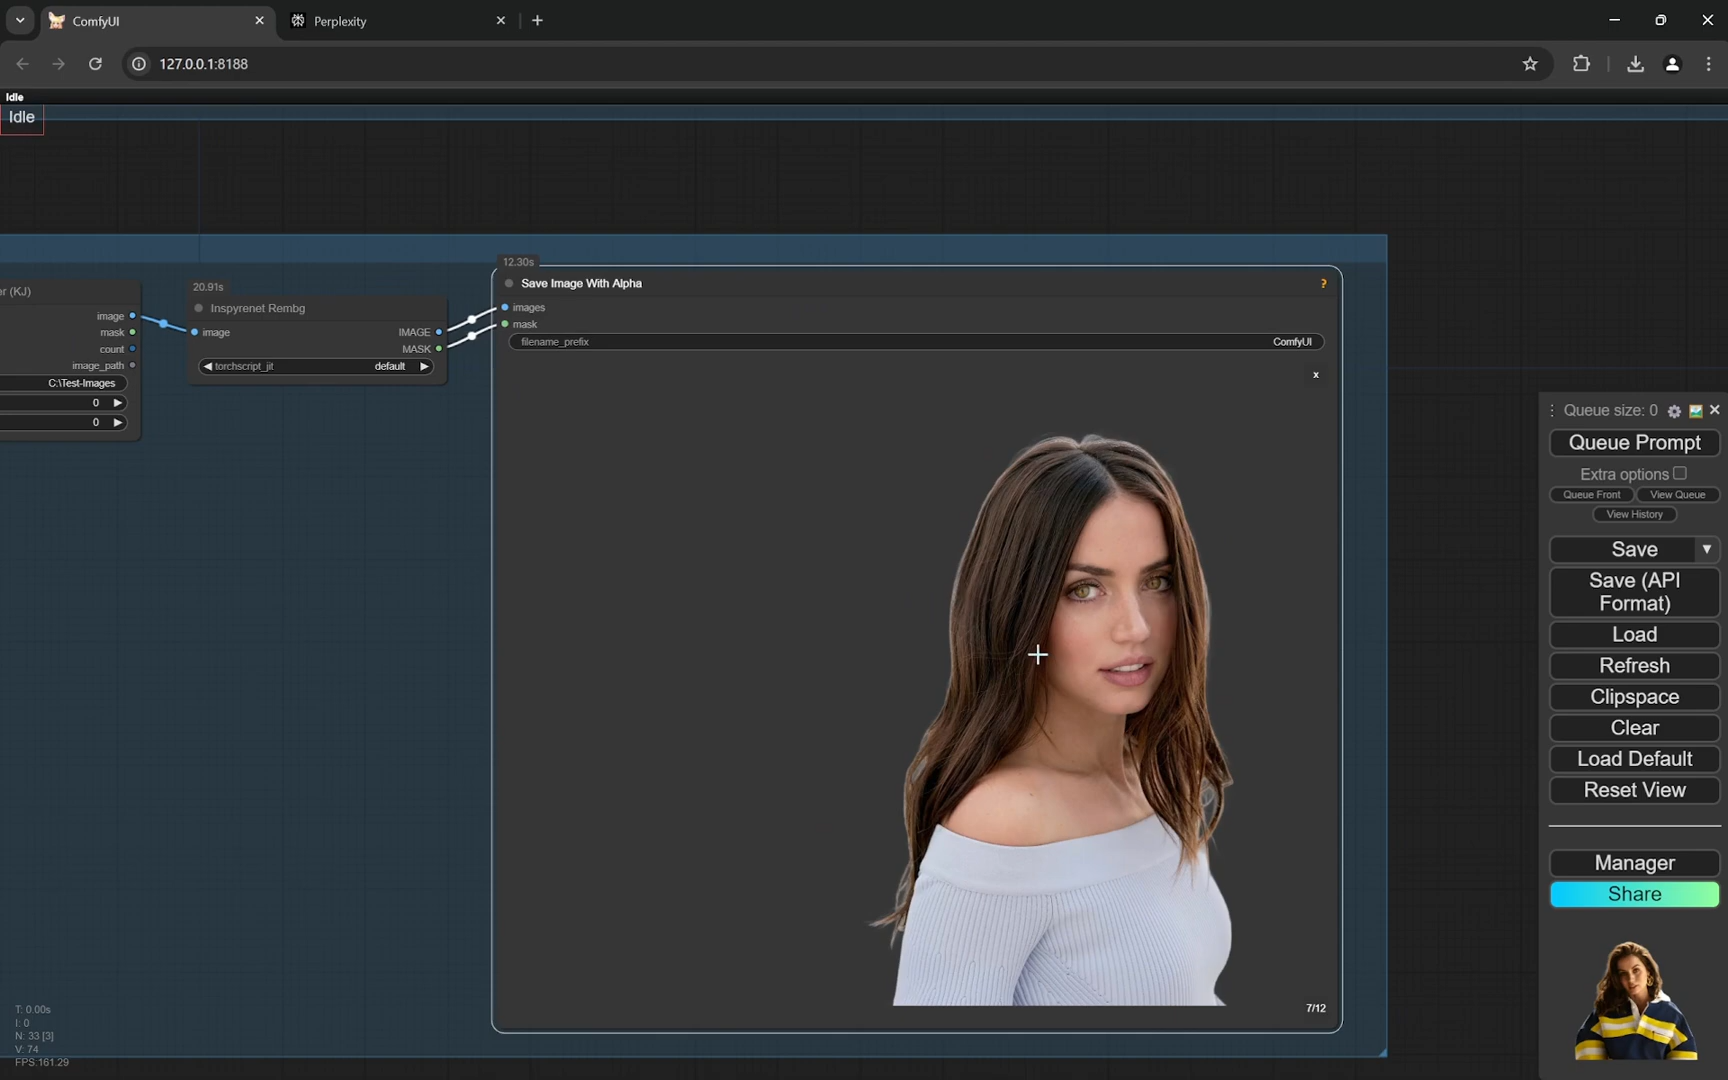 ComfyUI
Perplexity
127.0.0.1:8188
Idle
Idle
er (KJ)
image
mask
count
image_path
C:\Test-Images
0
0
20.91s
Inspyrenet Rembg
image
IMAGE
MASK
torchscript_jit default
12.30s
Save Image With Alpha ?
images
mask
filename_prefix ComfyUI
x
7/12
Queue size: 0
Queue Prompt
Extra options
Queue Front View Queue
View History
Save
Save (API
Format)
Load
Refresh
Clipspace
Clear
Load Default
Reset View
Manager
Share
T: 0.00s
I: 0
N: 33 [3]
V: 74
FPS:161.29